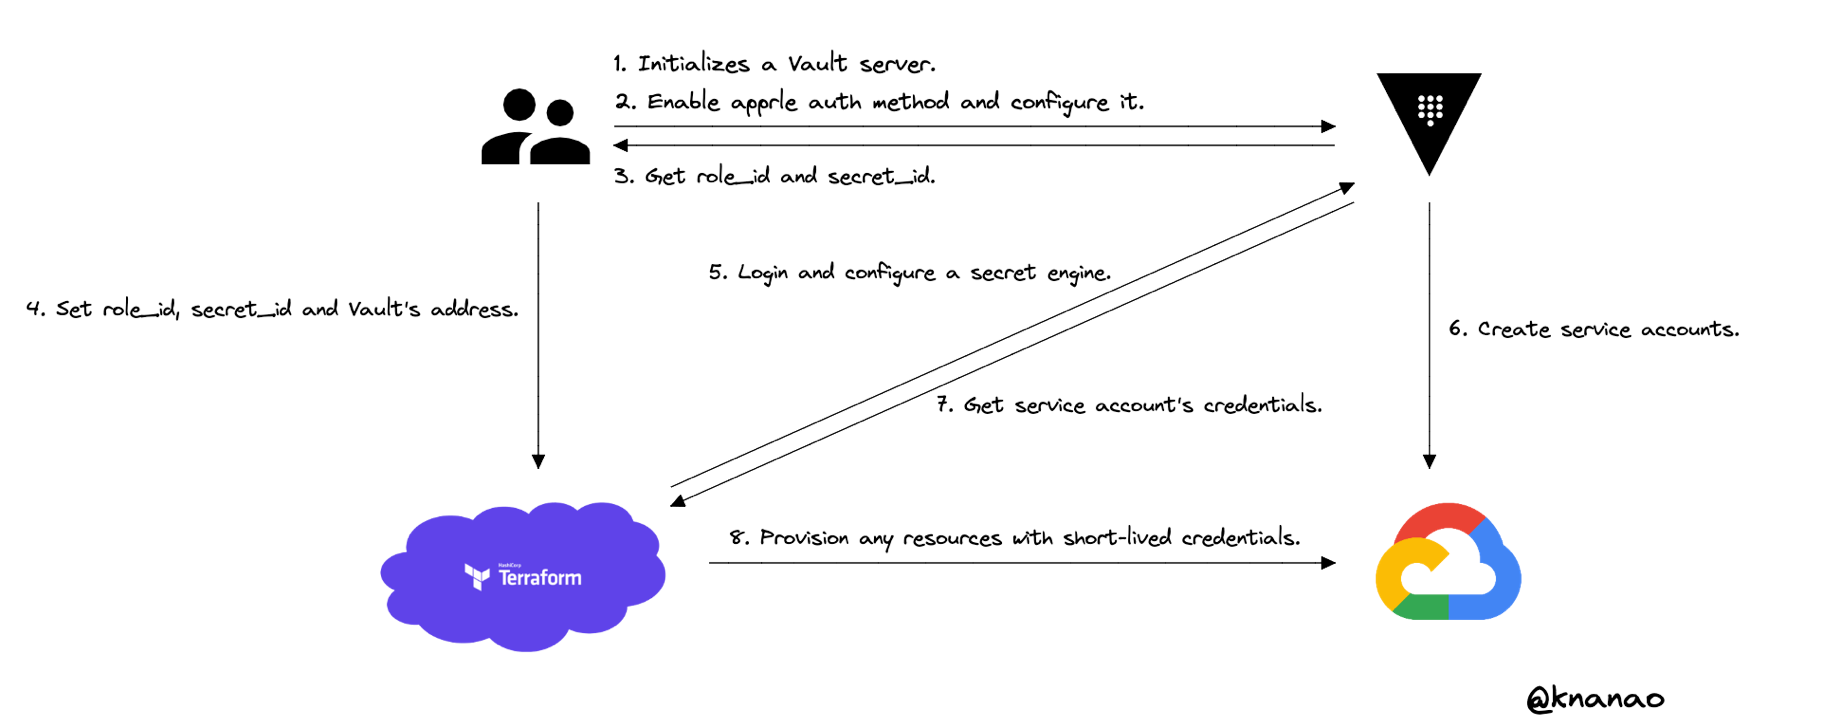 1. Initializes a Vault server.
2. Enable apprle auth method and configure it.
3. Get role_id and secret_id.
5. Login and configure a secret engine.
4. Set role_id, secret_id and Vault's address.
6. Create service accounts.
7. Get service account's credentials.
8. Provision any resources with short-lived credentials.
HashiCorp
Terraform
@knanao